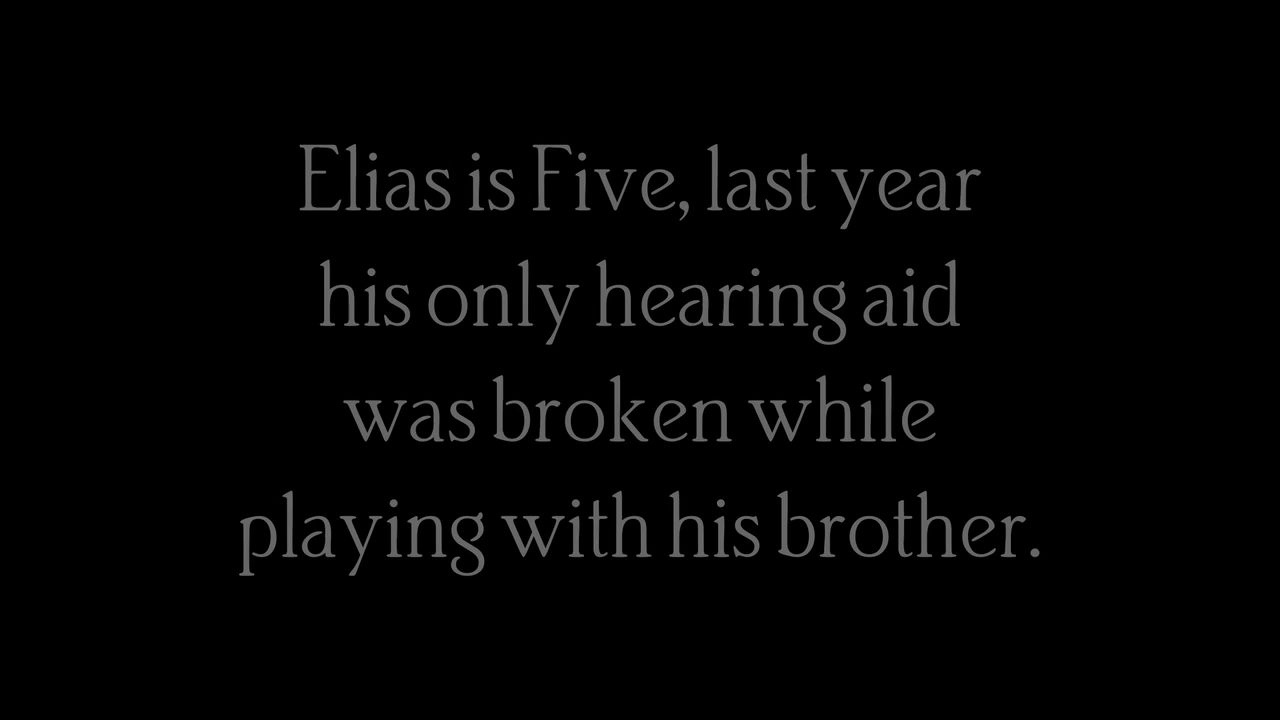 Elias is Five, last year
his only hearing aid
was broken while
playing with his brother.